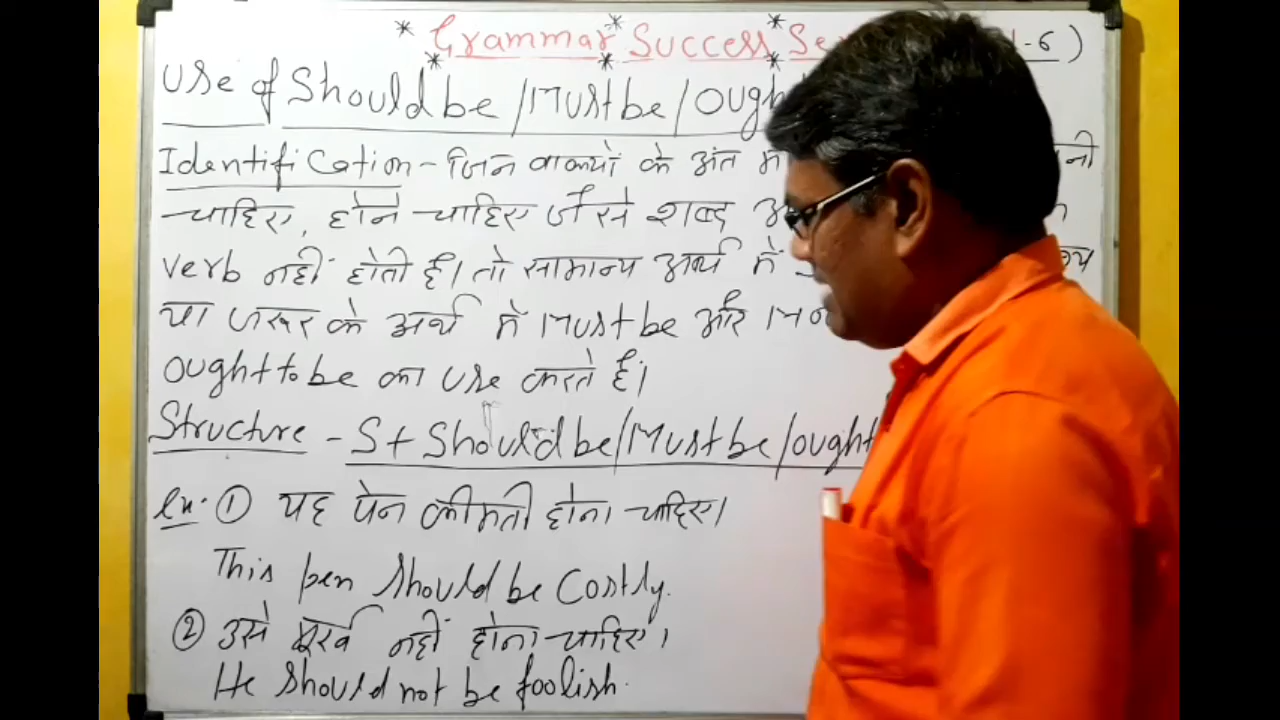 Grammar Success Se -6)
Use of Should be / Must be / Ough
Identification - जिन वाक्यों के अंत में नी
चाहिए, होने चाहिए जैसे शब्द
verb नहीं होती है। तो सामान्य अर्थ में
या जरूर के अर्थ में Must be और
ought to be का use करते हैं।
Structure - S + Should be/Must be/ought
Ex. ① यह पेन कीमती होना चाहिए।
This pen should be Costly.
② उसे मूर्ख नहीं होना चाहिए।
He should not be foolish.